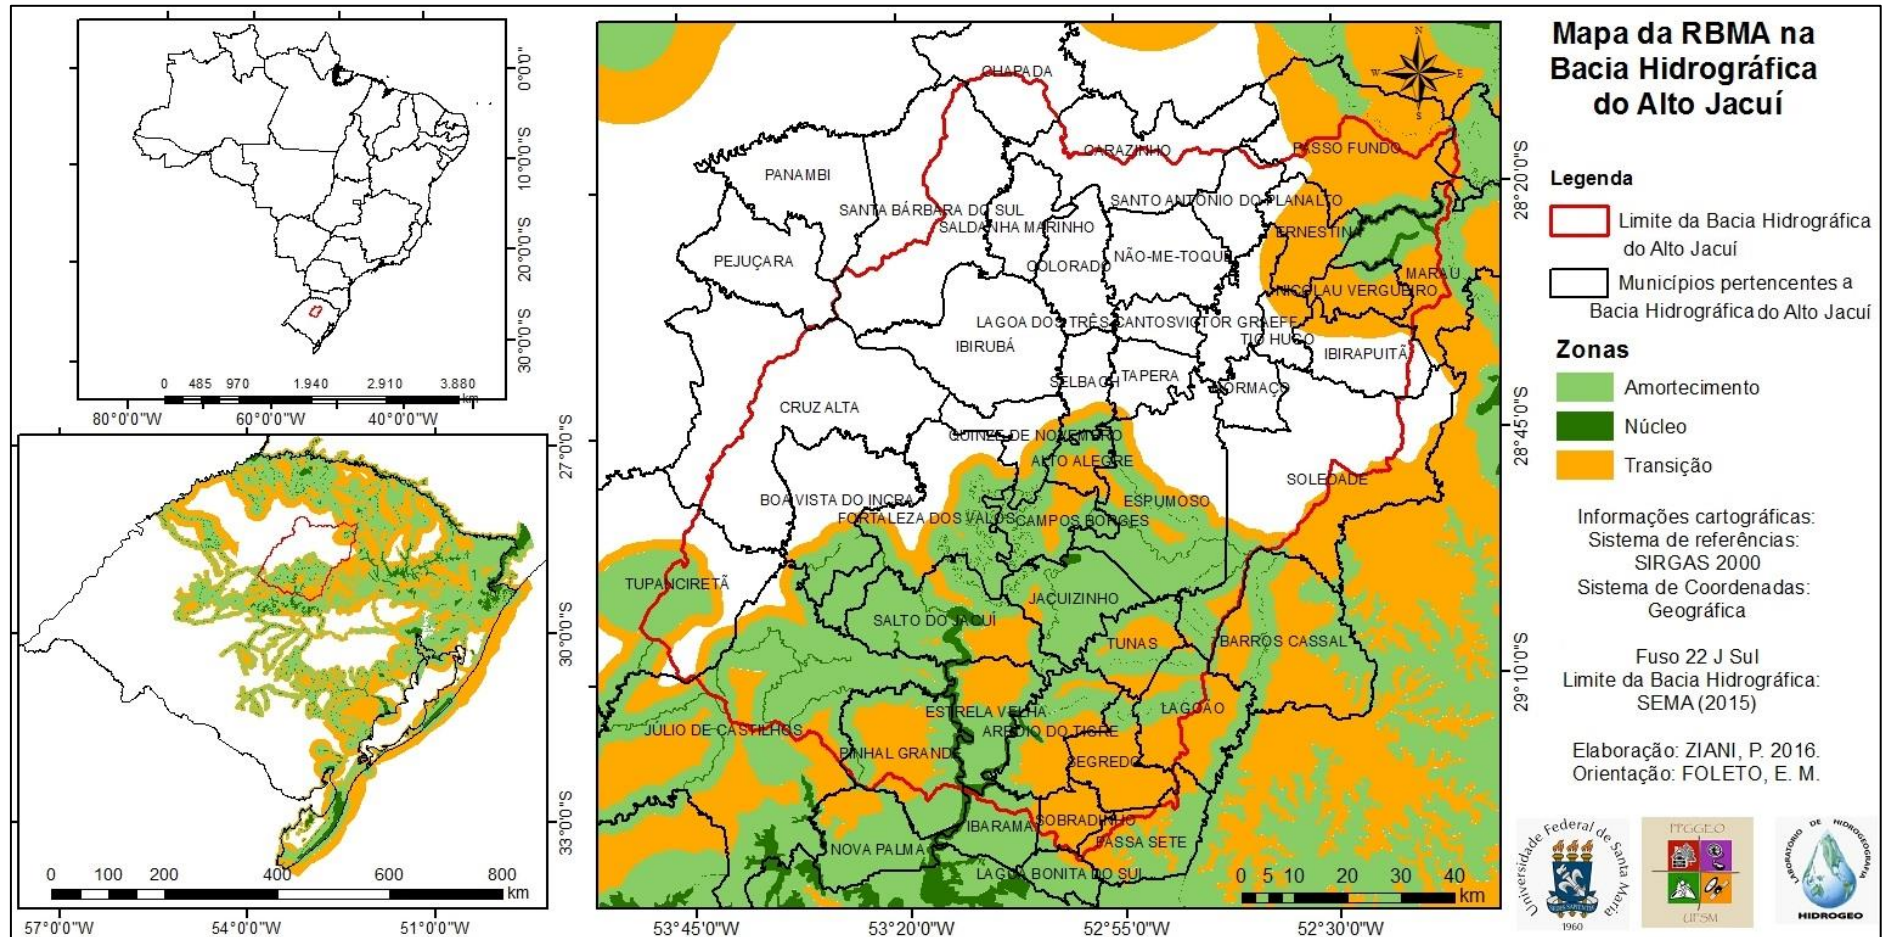 Mapa da RBMA na
Bacia Hidrográfica
do Alto Jacuí
Legenda
Limite da Bacia Hidrográfica
do Alto Jacuí
Municípios pertencentes a
Bacia Hidrográfica do Alto Jacuí
Zonas
Amortecimento
Núcleo
Transição
Informações cartográficas:
Sistema de referências:
SIRGAS 2000
Sistema de Coordenadas:
Geográfica
Fuso 22 J Sul
Limite da Bacia Hidrográfica:
SEMA (2015)
Elaboração: ZIANI, P. 2016.
Orientação: FOLETO, E. M.
Universidade Federal de Santa Maria
SEDES SAPIENTIAE
1960
PPGGEO
UFSM
LABORATÓRIO DE HIDROGEOGRAFIA
HIDROGEO
N
W
E
S
0°0'0"
10°0'0"S
20°0'0"S
30°0'0"S
0 485 970 1.940 2.910 3.880
km
80°0'0"W 60°0'0"W 40°0'0"W
27°0'0"S
30°0'0"S
33°0'0"S
0 100 200 400 600 800
km
57°0'0"W 54°0'0"W 51°0'0"W
CHAPADA
CARAZINHO
PASSO FUNDO
PANAMBI
SANTA BÁRBARA DO SUL
SANTO ANTÔNIO DO PLANALTO
SALDANHA MARINHO
ERNESTINA
PEJUÇARA
COLORADO
NÃO-ME-TOQUE
MARAU
NICOLAU VERGUEIRO
LAGOA DOS TRÊS CANTOS
VICTOR GRAEFF
TIO HUGO
IBIRUBÁ
IBIRAPUITÃ
SELBACH
TAPERA
MORMAÇO
CRUZ ALTA
QUINZE DE NOVEMBRO
ALTO ALEGRE
SOLEDADE
BOA VISTA DO INCRA
ESPUMOSO
FORTALEZA DOS VALOS
CAMPOS BORGES
TUPANCIRETÃ
JACUIZINHO
SALTO DO JACUÍ
TUNAS
BARROS CASSAL
ESTRELA VELHA
LAGOÃO
JÚLIO DE CASTILHOS
ARROIO DO TIGRE
PINHAL GRANDE
SEGREDO
IBARAMA
SOBRADINHO
NOVA PALMA
PASSA SETE
LAGOA BONITA DO SUL
0 5 10 20 30 40
km
28°20'0"S
28°45'0"S
29°10'0"S
53°45'0"W 53°20'0"W 52°55'0"W 52°30'0"W